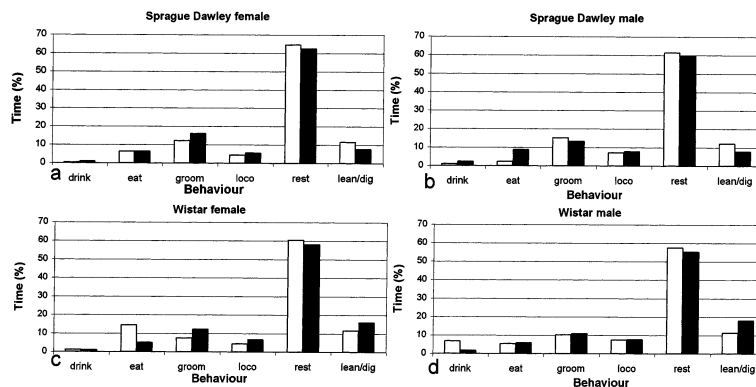 Sprague Dawley female
70
60
50
40
30
20
10
0
Time (%)
a
drink eat groom loco rest lean/dig
Behaviour
Sprague Dawley male
70
60
50
40
30
20
10
0
Time (%)
b
drink eat groom loco rest lean/dig
Behaviour
Wistar female
70
60
50
40
30
20
10
0
Time (%)
c
drink eat groom loco rest lean/dig
Behaviour
Wistar male
70
60
50
40
30
20
10
0
Time (%)
d
drink eat groom loco rest lean/dig
Behaviour